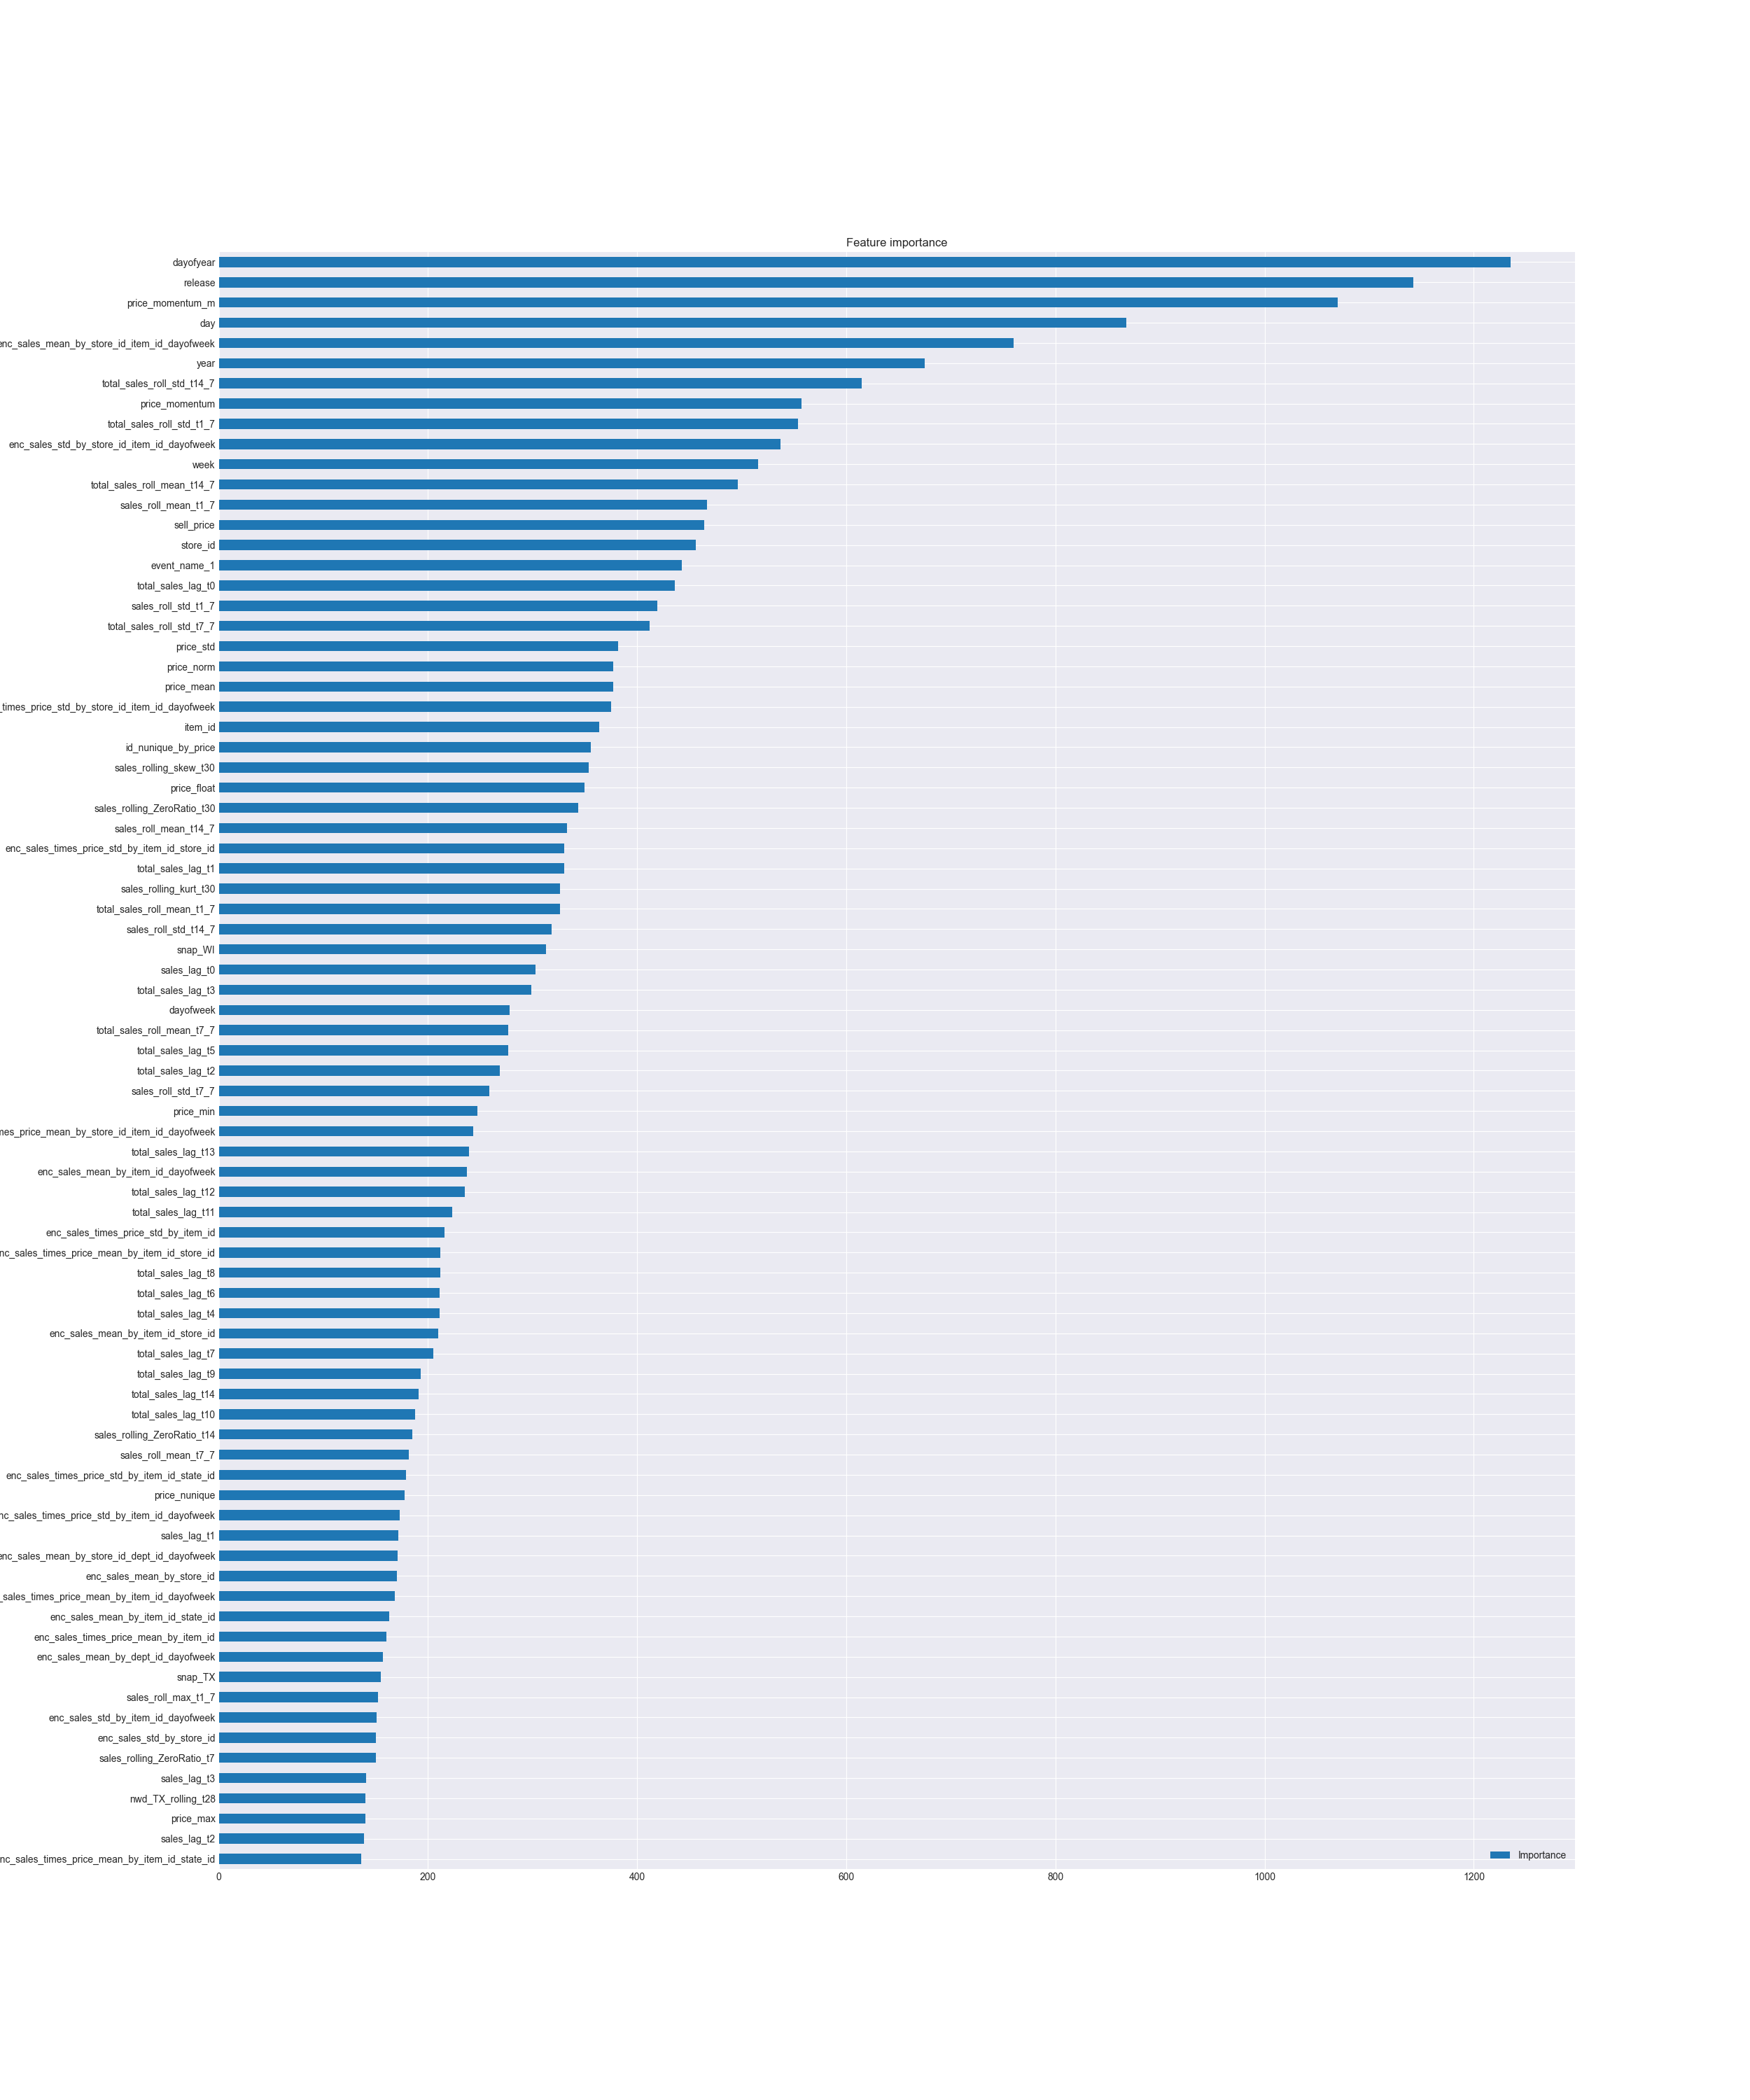 Feature importance
dayofyear
release
price_momentum_m
day
enc_sales_mean_by_store_id_item_id_dayofweek
year
total_sales_roll_std_t14_7
price_momentum
total_sales_roll_std_t1_7
enc_sales_std_by_store_id_item_id_dayofweek
week
total_sales_roll_mean_t14_7
sales_roll_mean_t1_7
sell_price
store_id
event_name_1
total_sales_lag_t0
sales_roll_std_t1_7
total_sales_roll_std_t7_7
price_std
price_norm
price_mean
_times_price_std_by_store_id_item_id_dayofweek
item_id
id_nunique_by_price
sales_rolling_skew_t30
price_float
sales_rolling_ZeroRatio_t30
sales_roll_mean_t14_7
enc_sales_times_price_std_by_item_id_store_id
total_sales_lag_t1
sales_rolling_kurt_t30
total_sales_roll_mean_t1_7
sales_roll_std_t14_7
snap_WI
sales_lag_t0
total_sales_lag_t3
dayofweek
total_sales_roll_mean_t7_7
total_sales_lag_t5
total_sales_lag_t2
sales_roll_std_t7_7
price_min
mes_price_mean_by_store_id_item_id_dayofweek
total_sales_lag_t13
enc_sales_mean_by_item_id_dayofweek
total_sales_lag_t12
total_sales_lag_t11
enc_sales_times_price_std_by_item_id
nc_sales_times_price_mean_by_item_id_store_id
total_sales_lag_t8
total_sales_lag_t6
total_sales_lag_t4
enc_sales_mean_by_item_id_store_id
total_sales_lag_t7
total_sales_lag_t9
total_sales_lag_t14
total_sales_lag_t10
sales_rolling_ZeroRatio_t14
sales_roll_mean_t7_7
enc_sales_times_price_std_by_item_id_state_id
price_nunique
nc_sales_times_price_std_by_item_id_dayofweek
sales_lag_t1
enc_sales_mean_by_store_id_dept_id_dayofweek
enc_sales_mean_by_store_id
_sales_times_price_mean_by_item_id_dayofweek
enc_sales_mean_by_item_id_state_id
enc_sales_times_price_mean_by_item_id
enc_sales_mean_by_dept_id_dayofweek
snap_TX
sales_roll_max_t1_7
enc_sales_std_by_item_id_dayofweek
enc_sales_std_by_store_id
sales_rolling_ZeroRatio_t7
sales_lag_t3
nwd_TX_rolling_t28
price_max
sales_lag_t2
nc_sales_times_price_mean_by_item_id_state_id
Importance
0 200 400 600 800 1000 1200